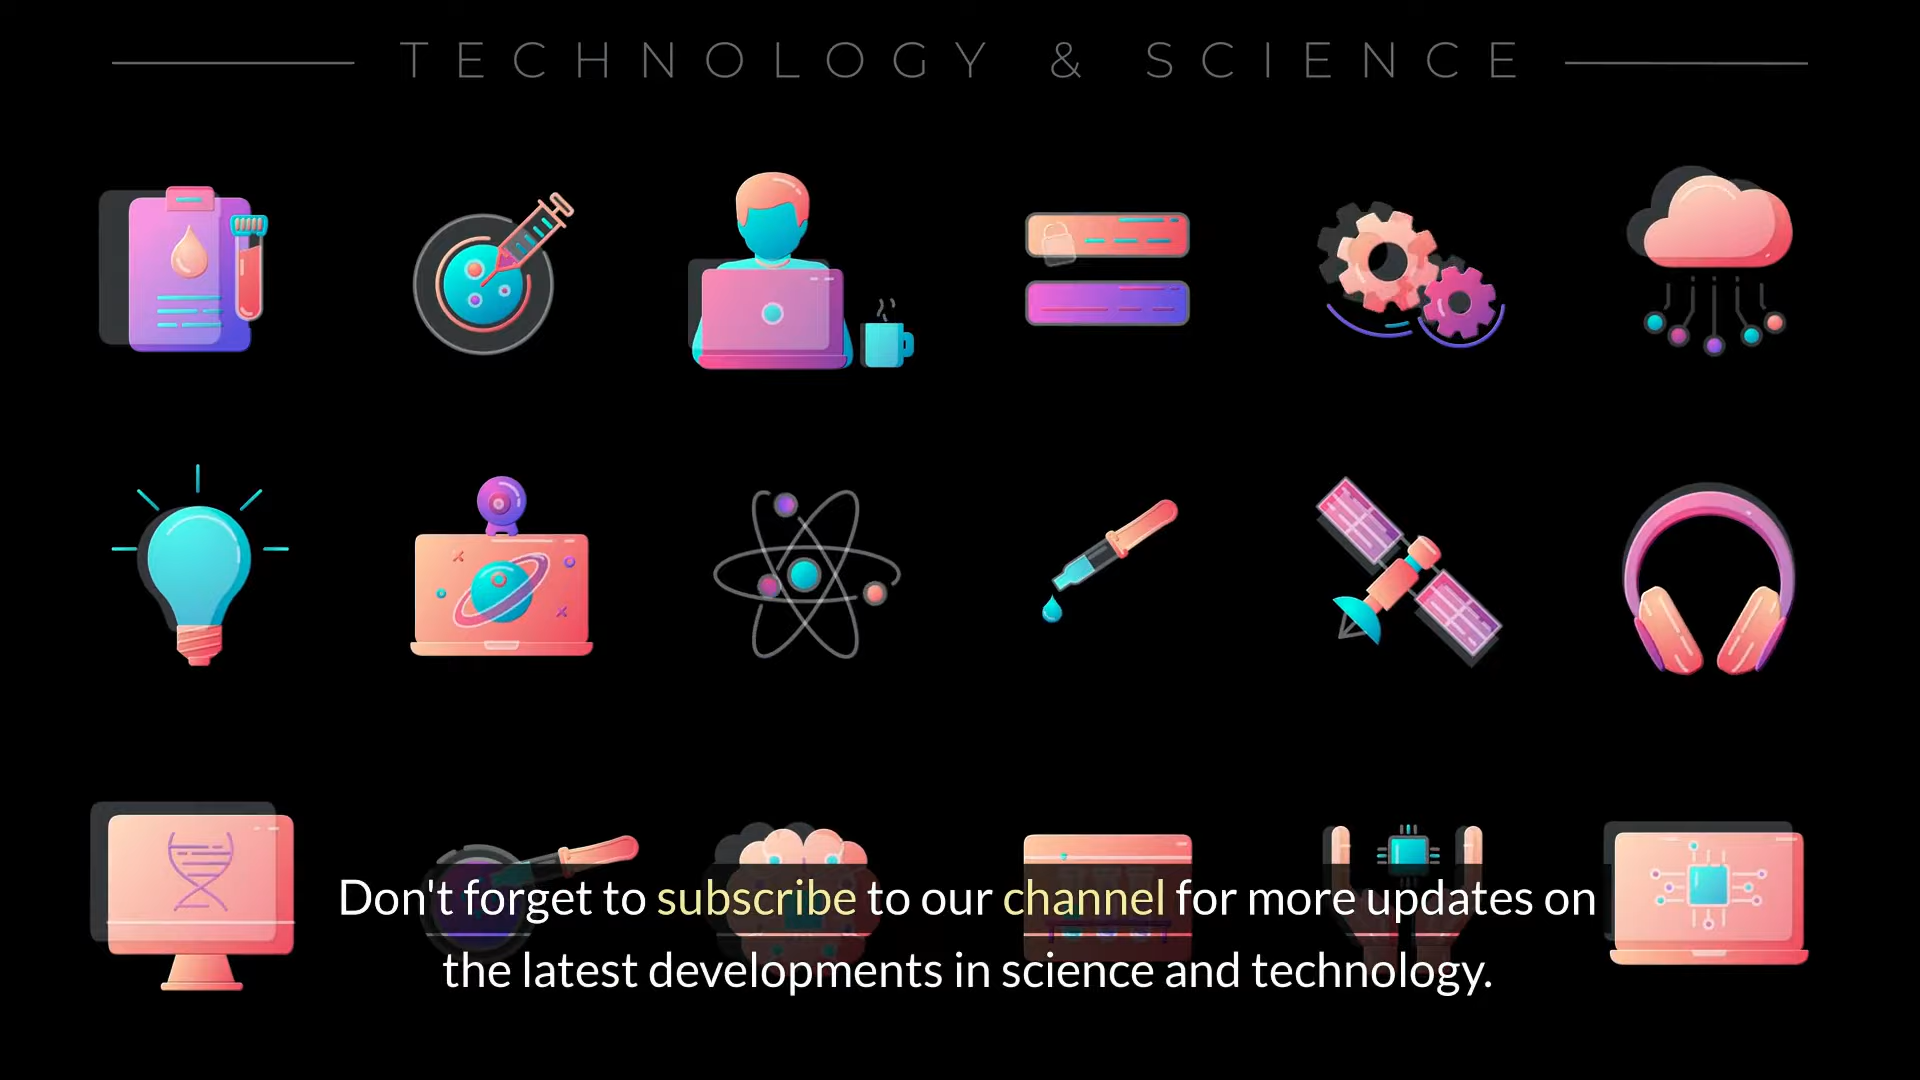 TECHNOLOGY & SCIENCE
Don't forget to subscribe to our channel for more updates on
the latest developments in science and technology.